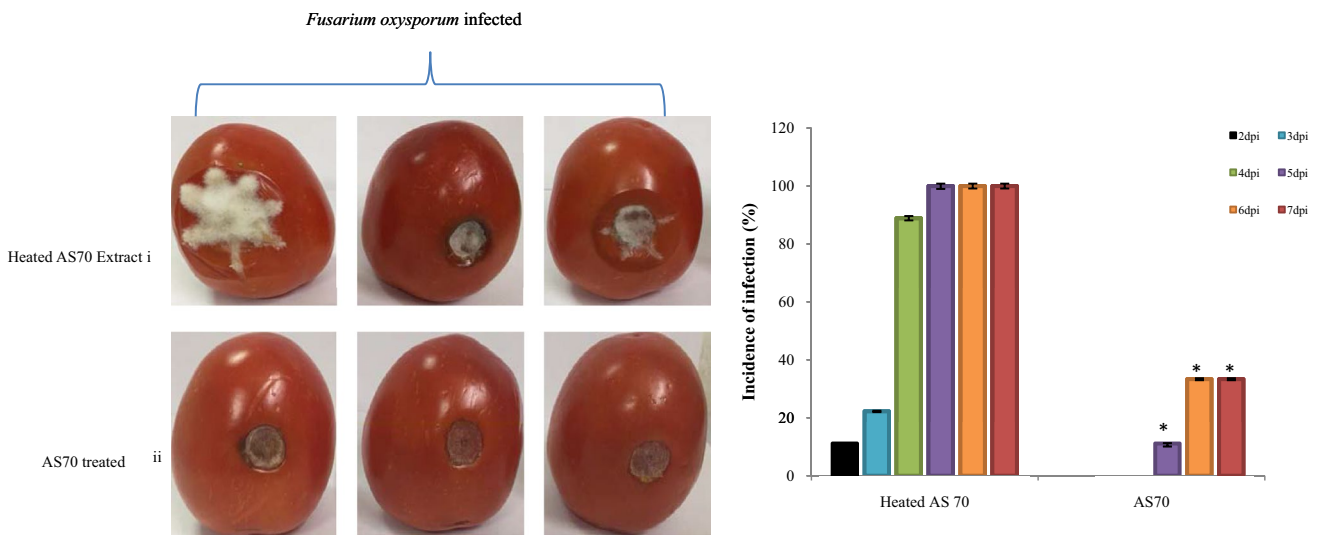 Fusarium oxysporum infected
Heated AS70 Extract i
AS70 treated ii
Incidence of infection (%)
120
100
80
60
40
20
0
2dpi 3dpi
4dpi 5dpi
6dpi 7dpi
* * *
Heated AS 70 AS70